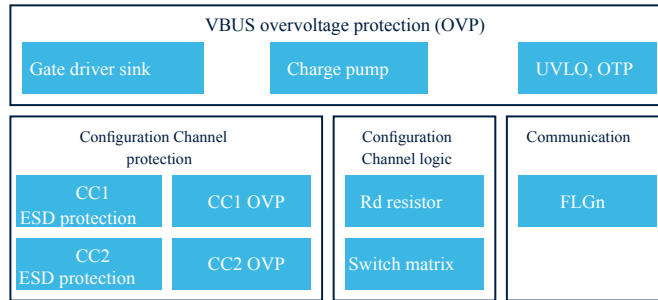 VBUS overvoltage protection (OVP)
Gate driver sink
Charge pump
UVLO, OTP
Configuration Channel
protection
CC1
ESD protection
CC1 OVP
CC2
ESD protection
CC2 OVP
Configuration
Channel logic
Rd resistor
Switch matrix
Communication
FLGn